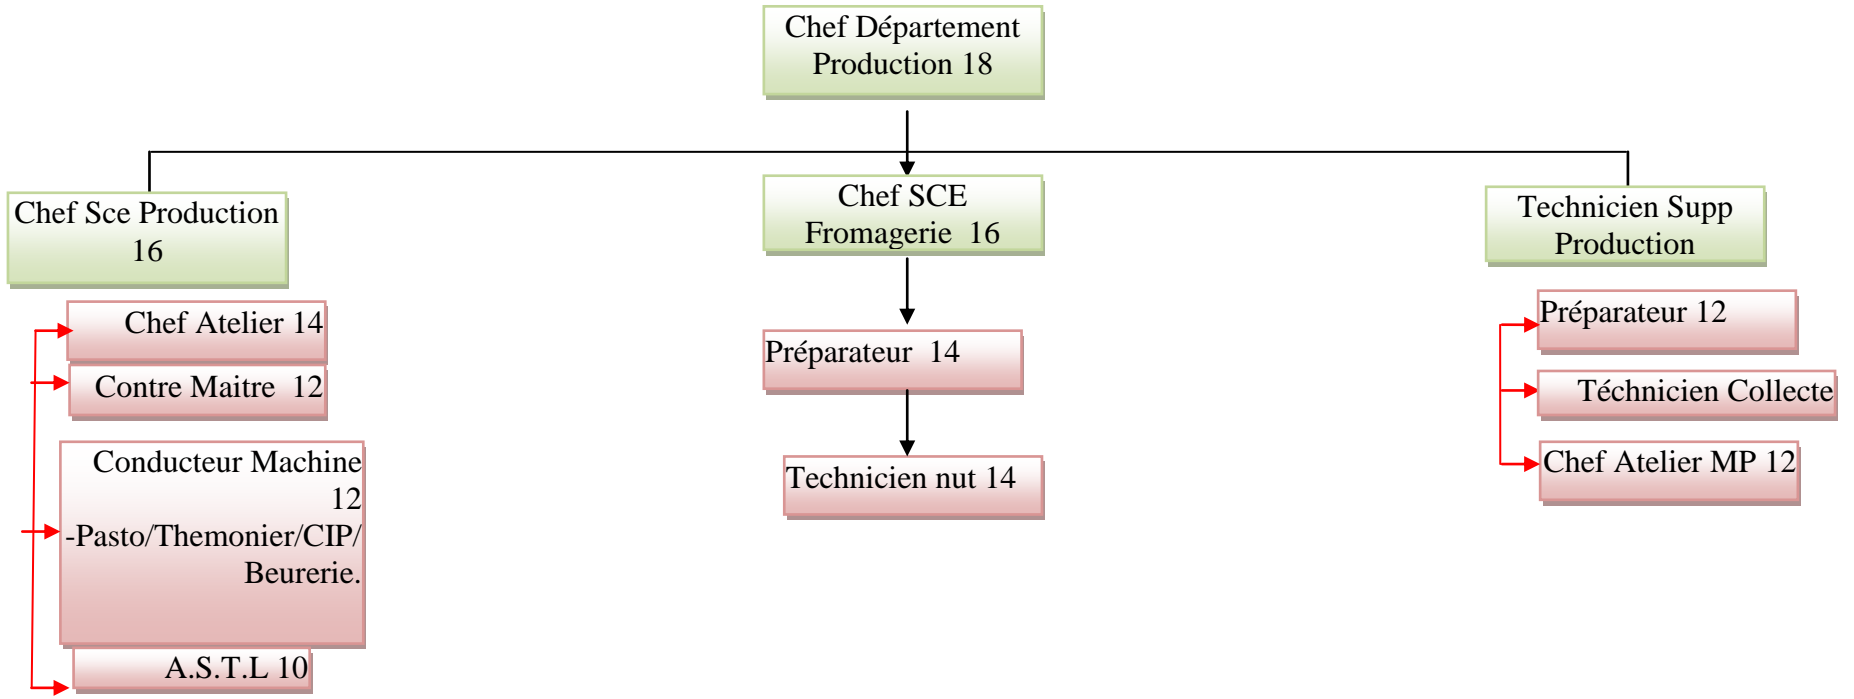 Chef Département
Production 18
Chef Sce Production
16
Chef SCE
Fromagerie  16
Technicien Supp
Production
Chef Atelier 14
Contre Maitre  12
Conducteur Machine
12
-Pasto/Themonier/CIP/
Beurerie.
A.S.T.L 10
Préparateur  14
Technicien nut 14
Préparateur 12
Téchnicien Collecte
Chef Atelier MP 12